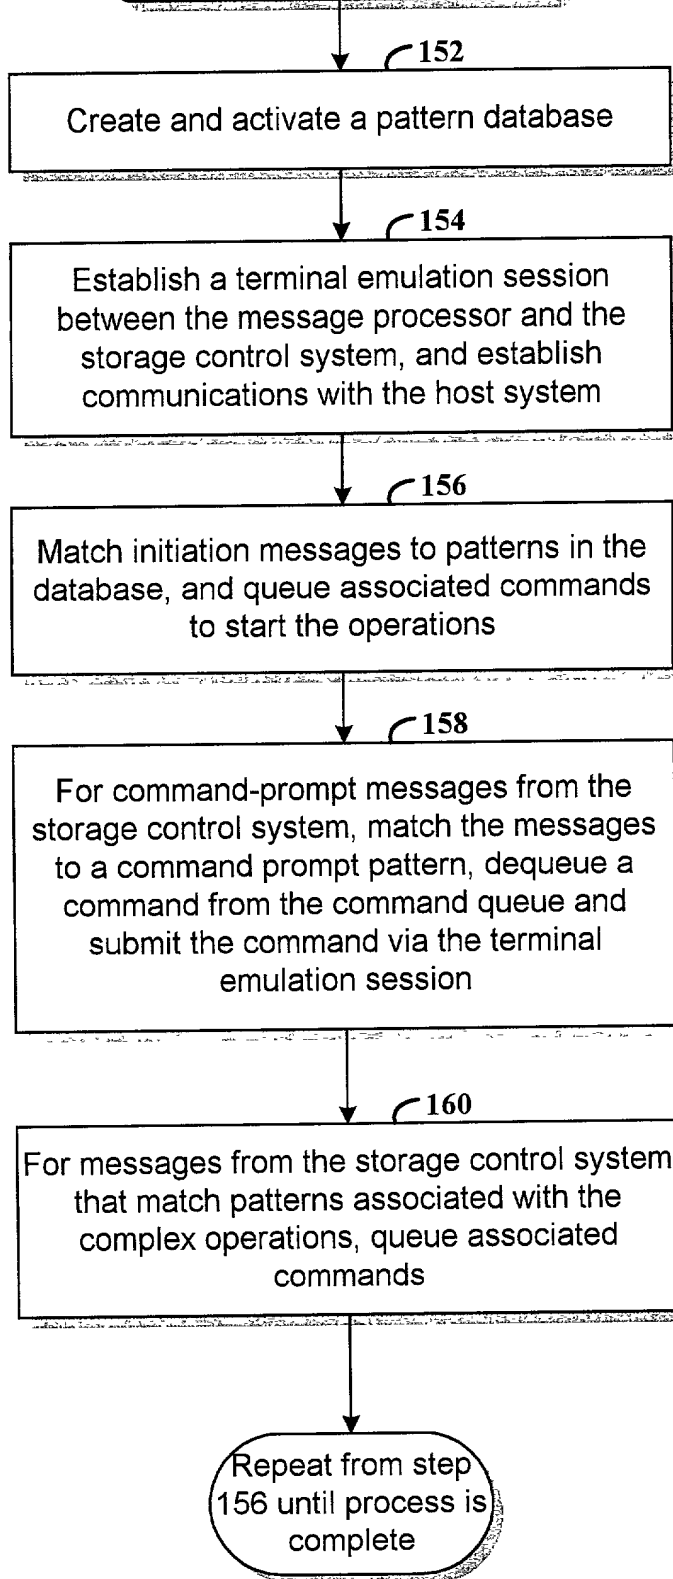 152
Create and activate a pattern database
154
Establish a terminal emulation session
between the message processor and the
storage control system, and establish
communications with the host system
156
Match initiation messages to patterns in the
database, and queue associated commands
to start the operations
158
For command-prompt messages from the
storage control system, match the messages
to a command prompt pattern, dequeue a
command from the command queue and
submit the command via the terminal
emulation session
160
For messages from the storage control system
that match patterns associated with the
complex operations, queue associated
commands
Repeat from step
156 until process is
complete